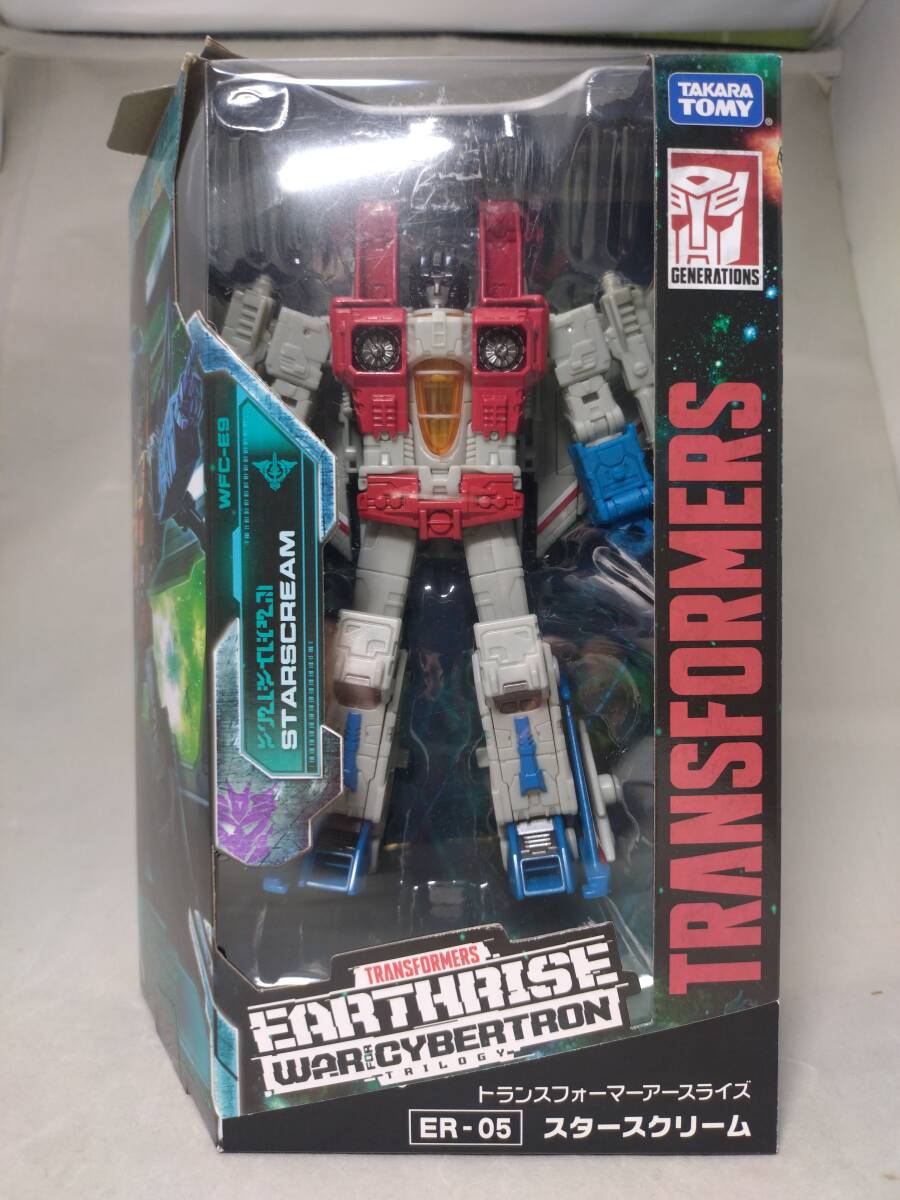 TAKARA
TOMY
GENERATIONS
TRANSFORMERS
WFC-E9
STARSCREAM
TRANSFORMERS
EARTHRISE
WAR FOR CYBERTRON
TRILOGY
トランスフォーマーアースライズ
ER-05 スタースクリーム